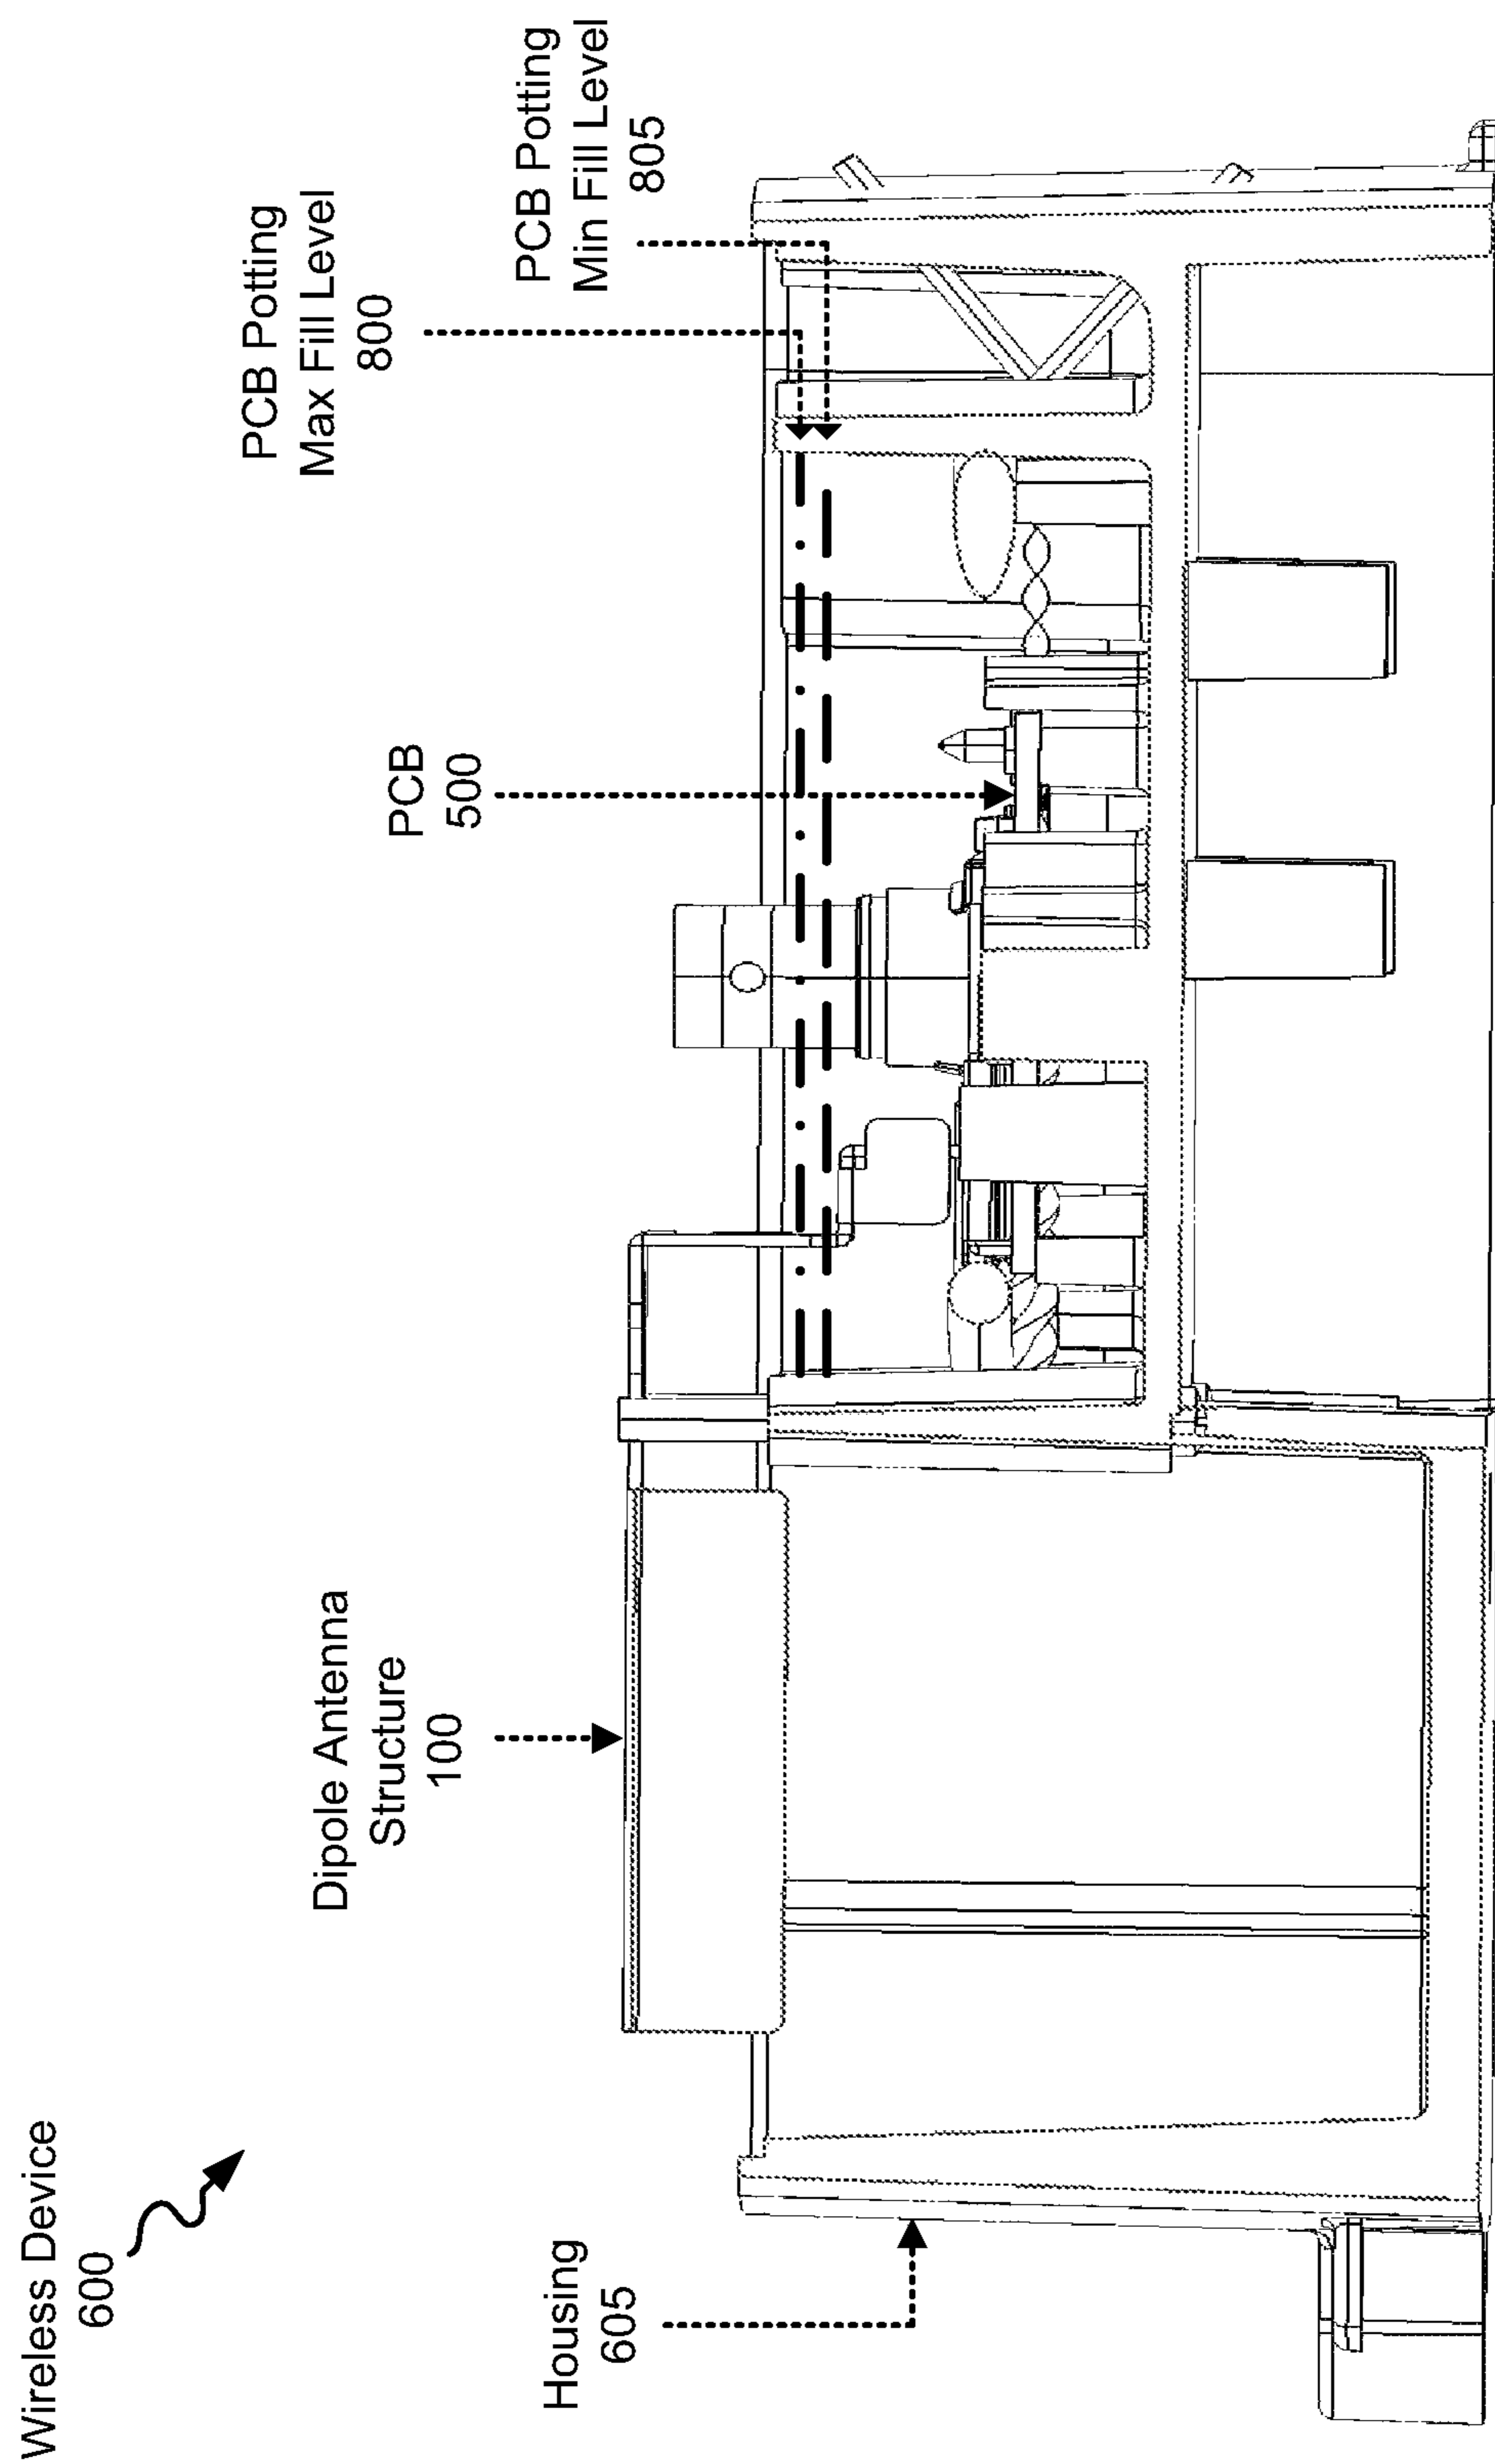 Wireless Device
600
Housing
605
Dipole Antenna
Structure
100
PCB
500
PCB Potting
Max Fill Level
800
PCB Potting
Min Fill Level
805